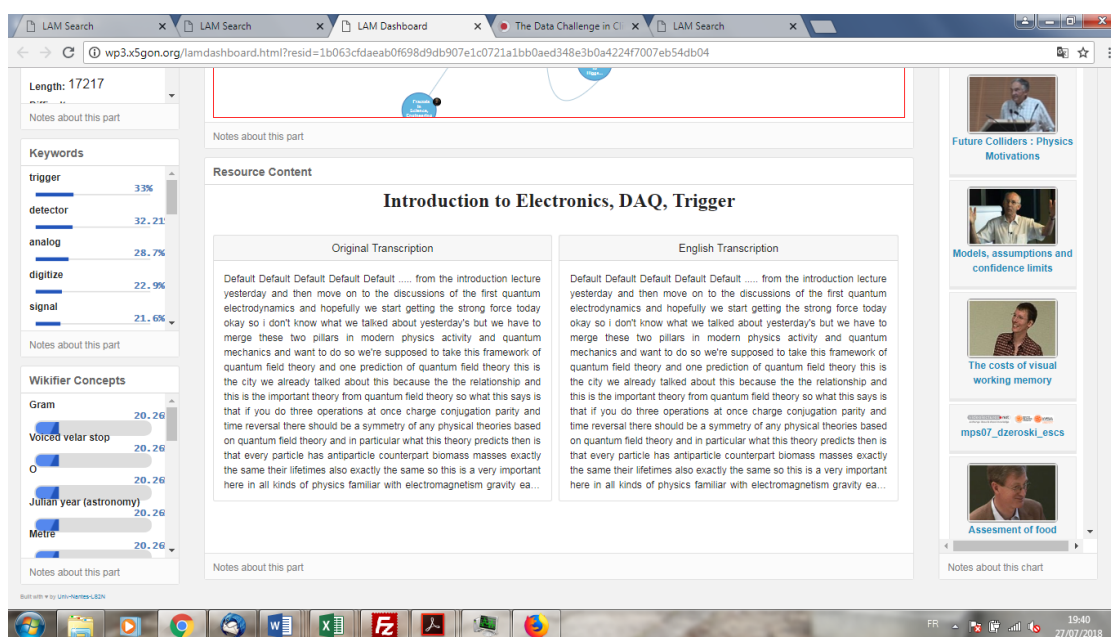 LAM Search
LAM Search
LAM Dashboard
The Data Challenge in Cli
LAM Search
wp3.x5gon.org/lamdashboard.html?resid=1b063cfdaeab0f698d9db907e1c0721a1bb0aed348e3b0a4224f7007eb54db04
Length: 17217
Notes about this part
Keywords
trigger
33%
detector
32.21
analog
28.7%
digitize
22.9%
signal
21.6%
Notes about this part
Wikifier Concepts
Gram
20.26
Voiced velar stop
20.26
O
20.26
Julian year (astronomy)
20.26
Metre
20.26
Notes about this part
Built with ♥ by Univ-Nantes-LS2N
Notes about this part
Resource Content
Introduction to Electronics, DAQ, Trigger
Original Transcription
Default Default Default Default Default ..... from the introduction lecture
yesterday and then move on to the discussions of the first quantum
electrodynamics and hopefully we start getting the strong force today
okay so i don't know what we talked about yesterday's but we have to
merge these two pillars in modern physics activity and quantum
mechanics and want to do so we're supposed to take this framework of
quantum field theory and one prediction of quantum field theory this is
the city we already talked about this because the the relationship and
this is the important theory from quantum field theory so what this says is
that if you do three operations at once charge conjugation parity and
time reversal there should be a symmetry of any physical theories based
on quantum field theory and in particular what this theory predicts then is
that every particle has antiparticle counterpart biomass masses exactly
the same their lifetimes also exactly the same so this is a very important
here in all kinds of physics familiar with electromagnetism gravity ea...
English Transcription
Default Default Default Default Default ..... from the introduction lecture
yesterday and then move on to the discussions of the first quantum
electrodynamics and hopefully we start getting the strong force today
okay so i don't know what we talked about yesterday's but we have to
merge these two pillars in modern physics activity and quantum
mechanics and want to do so we're supposed to take this framework of
quantum field theory and one prediction of quantum field theory this is
the city we already talked about this because the the relationship and
this is the important theory from quantum field theory so what this says is
that if you do three operations at once charge conjugation parity and
time reversal there should be a symmetry of any physical theories based
on quantum field theory and in particular what this theory predicts then is
that every particle has antiparticle counterpart biomass masses exactly
the same their lifetimes also exactly the same so this is a very important
here in all kinds of physics familiar with electromagnetism gravity ea...
Notes about this part
Future Colliders : Physics
Motivations
Models, assumptions and
confidence limits
The costs of visual
working memory
mps07_dzeroski_escs
Assesment of food
Notes about this chart
FR
19:40
27/07/2018